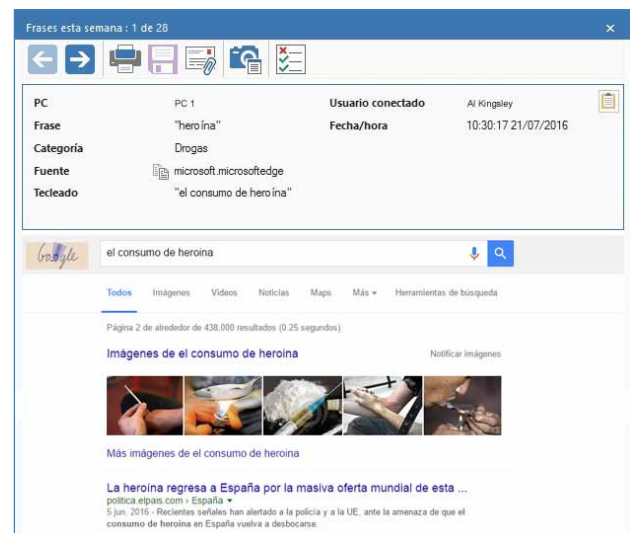 Frases esta semana : 1 de 28
PC PC 1 Usuario conectado Al Kingsley
Frase "heroína" Fecha/hora 10:30:17 21/07/2016
Categoría Drogas
Fuente microsoft.microsoftedge
Tecleado "el consumo de heroína"
Google el consumo de heroina
Todos Imágenes Vídeos Noticias Maps Más Herramientas de búsqueda
Página 2 de alrededor de 438,000 resultados (0.25 segundos)
Imágenes de el consumo de heroina Notificar imágenes
Más imágenes de el consumo de heroina
La heroína regresa a España por la masiva oferta mundial de esta ...
politica.elpais.com › España
5 jun. 2016 - Recientes señales han alertado a la policía y a la UE, ante la amenaza de que el
consumo de heroína en España vuelva a desbocarse.